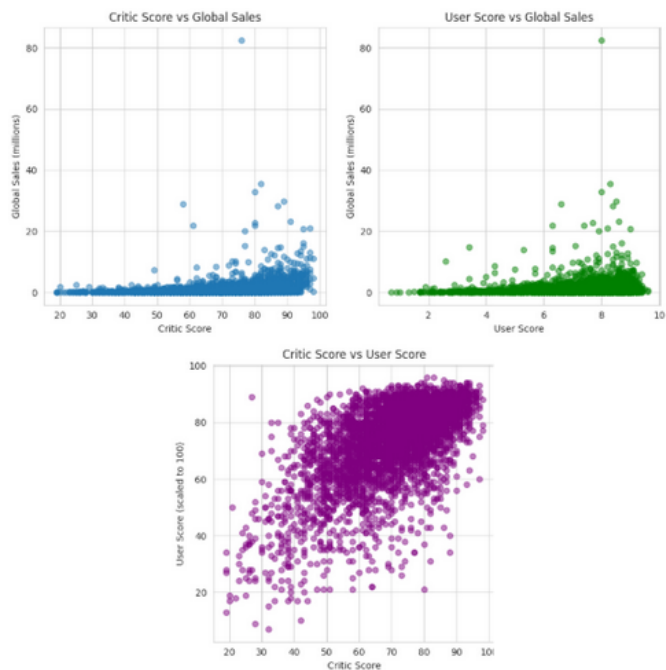 Critic Score vs Global Sales
80
60
40
20
0
Global Sales (millions)
20 30 40 50 60 70 80 90 100
Critic Score
User Score vs Global Sales
80
60
40
20
0
Global Sales (millions)
2 4 6 8 10
User Score
Critic Score vs User Score
100
80
60
40
20
User Score (scaled to 100)
20 30 40 50 60 70 80 90 10
Critic Score